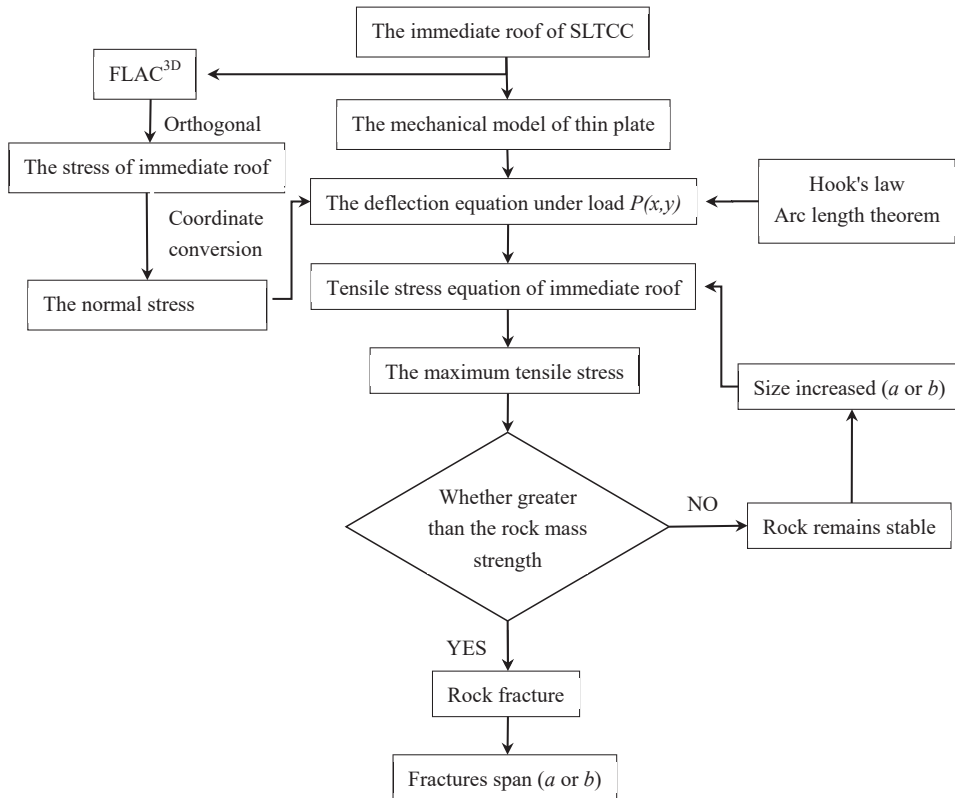 The immediate roof of SLTCC
FLAC3D
Orthogonal
The mechanical model of thin plate
The stress of immediate roof
Coordinate
conversion
The deflection equation under load P(x,y)
Hook's law
Arc length theorem
The normal stress
Tensile stress equation of immediate roof
The maximum tensile stress
Size increased (a or b)
Whether greater
than the rock mass
strength
NO
Rock remains stable
YES
Rock fracture
Fractures span (a or b)